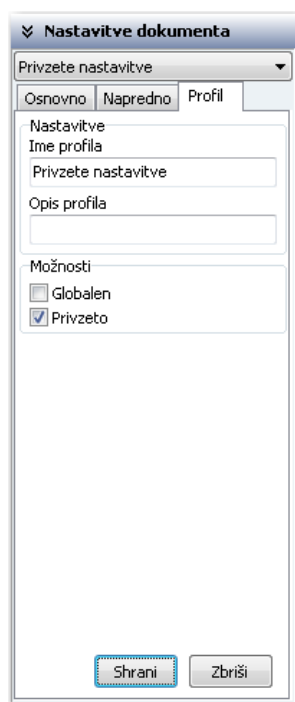 Nastavitve dokumenta
Privzete nastavitve
Osnovno Napredno Profil
Nastavitve
Ime profila
Privzete nastavitve
Opis profila
Možnosti
Globalen
Privzeto
Shrani Zbriši